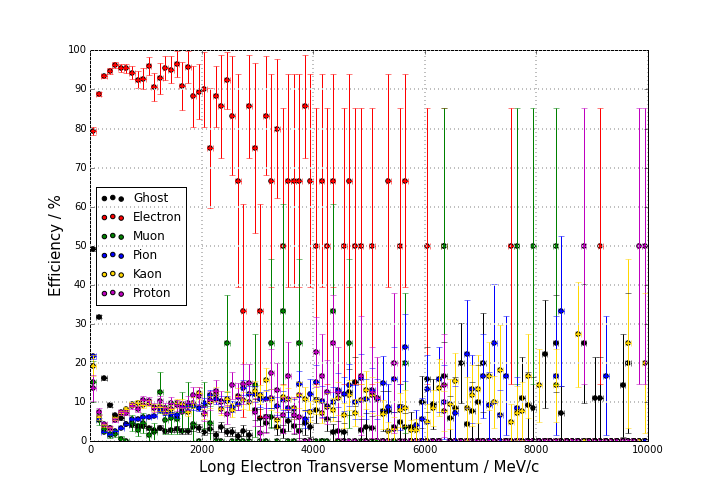 100
90
80
70
60
50
40
30
20
10
0
Efficiency / %
Ghost
Electron
Muon
Pion
Kaon
Proton
0 2000 4000 6000 8000 10000
Long Electron Transverse Momentum / MeV/c